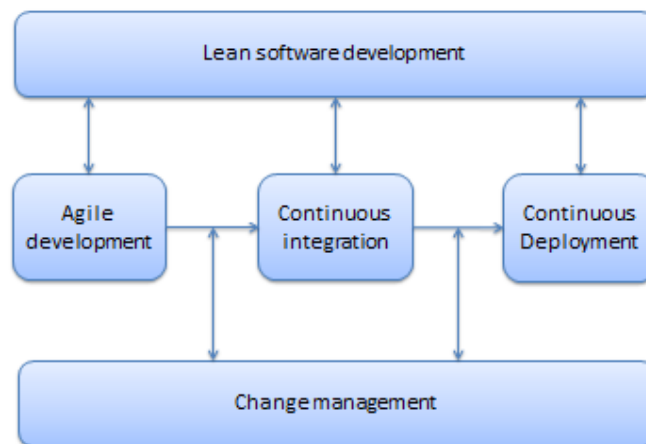 Lean software development
Agile
development
Continuous
integration
Continuous
Deployment
Change management